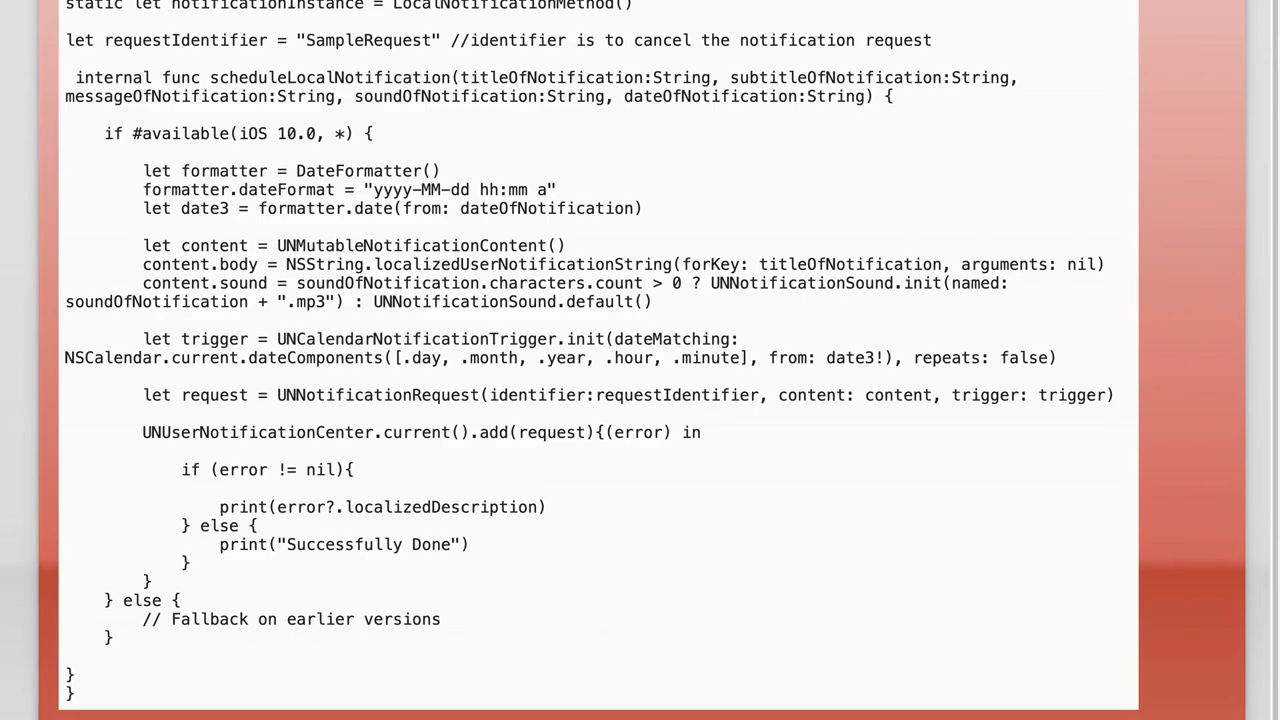 static let notificationInstance = LocalNotificationMethod()
let requestIdentifier = "SampleRequest" //identifier is to cancel the notification request
internal func scheduleLocalNotification(titleOfNotification:String, subtitleOfNotification:String,
messageOfNotification:String, soundOfNotification:String, dateOfNotification:String) {
if #available(iOS 10.0, *) {
let formatter = DateFormatter()
formatter.dateFormat = "yyyy-MM-dd hh:mm a"
let date3 = formatter.date(from: dateOfNotification)
let content = UNMutableNotificationContent()
content.body = NSString.localizedUserNotificationString(forKey: titleOfNotification, arguments: nil)
content.sound = soundOfNotification.characters.count > 0 ? UNNotificationSound.init(named:
soundOfNotification + ".mp3") : UNNotificationSound.default()
let trigger = UNCalendarNotificationTrigger.init(dateMatching:
NSCalendar.current.dateComponents([.day, .month, .year, .hour, .minute], from: date3!), repeats: false)
let request = UNNotificationRequest(identifier:requestIdentifier, content: content, trigger: trigger)
UNUserNotificationCenter.current().add(request){(error) in
if (error != nil){
print(error?.localizedDescription)
} else {
print("Successfully Done")
}
}
} else {
// Fallback on earlier versions
}
}
}